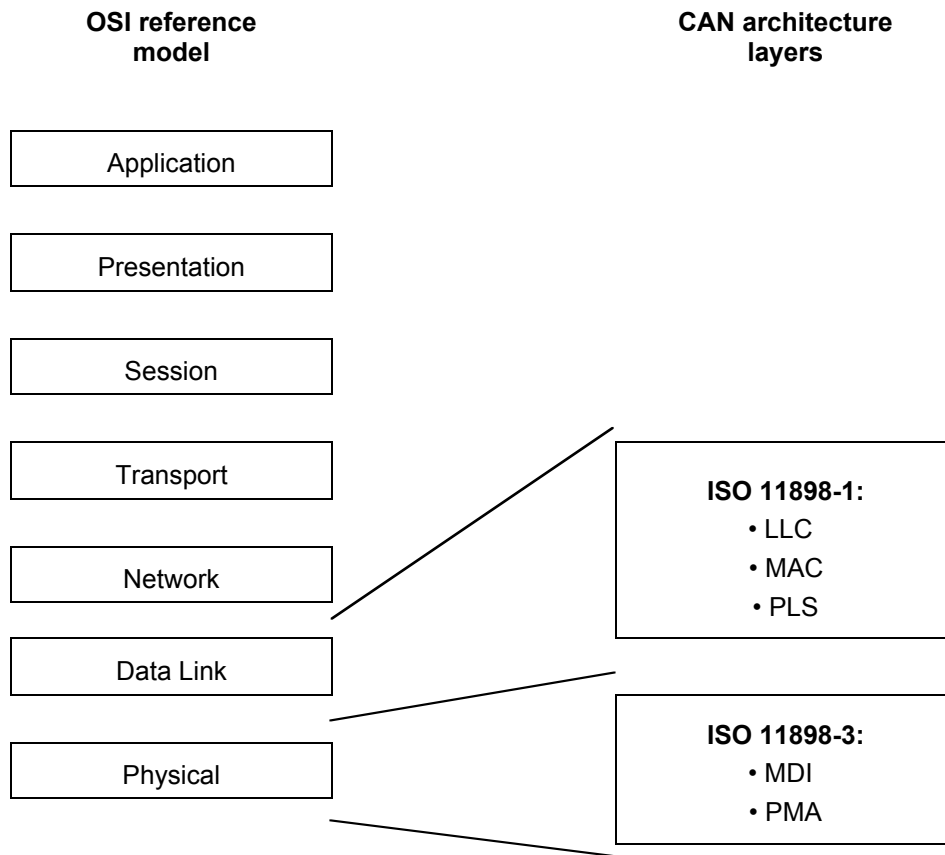 OSI reference
model
CAN architecture
layers
Application
Presentation
Session
Transport
Network
Data Link
Physical
ISO 11898-1:
• LLC
• MAC
• PLS
ISO 11898-3:
• MDI
• PMA